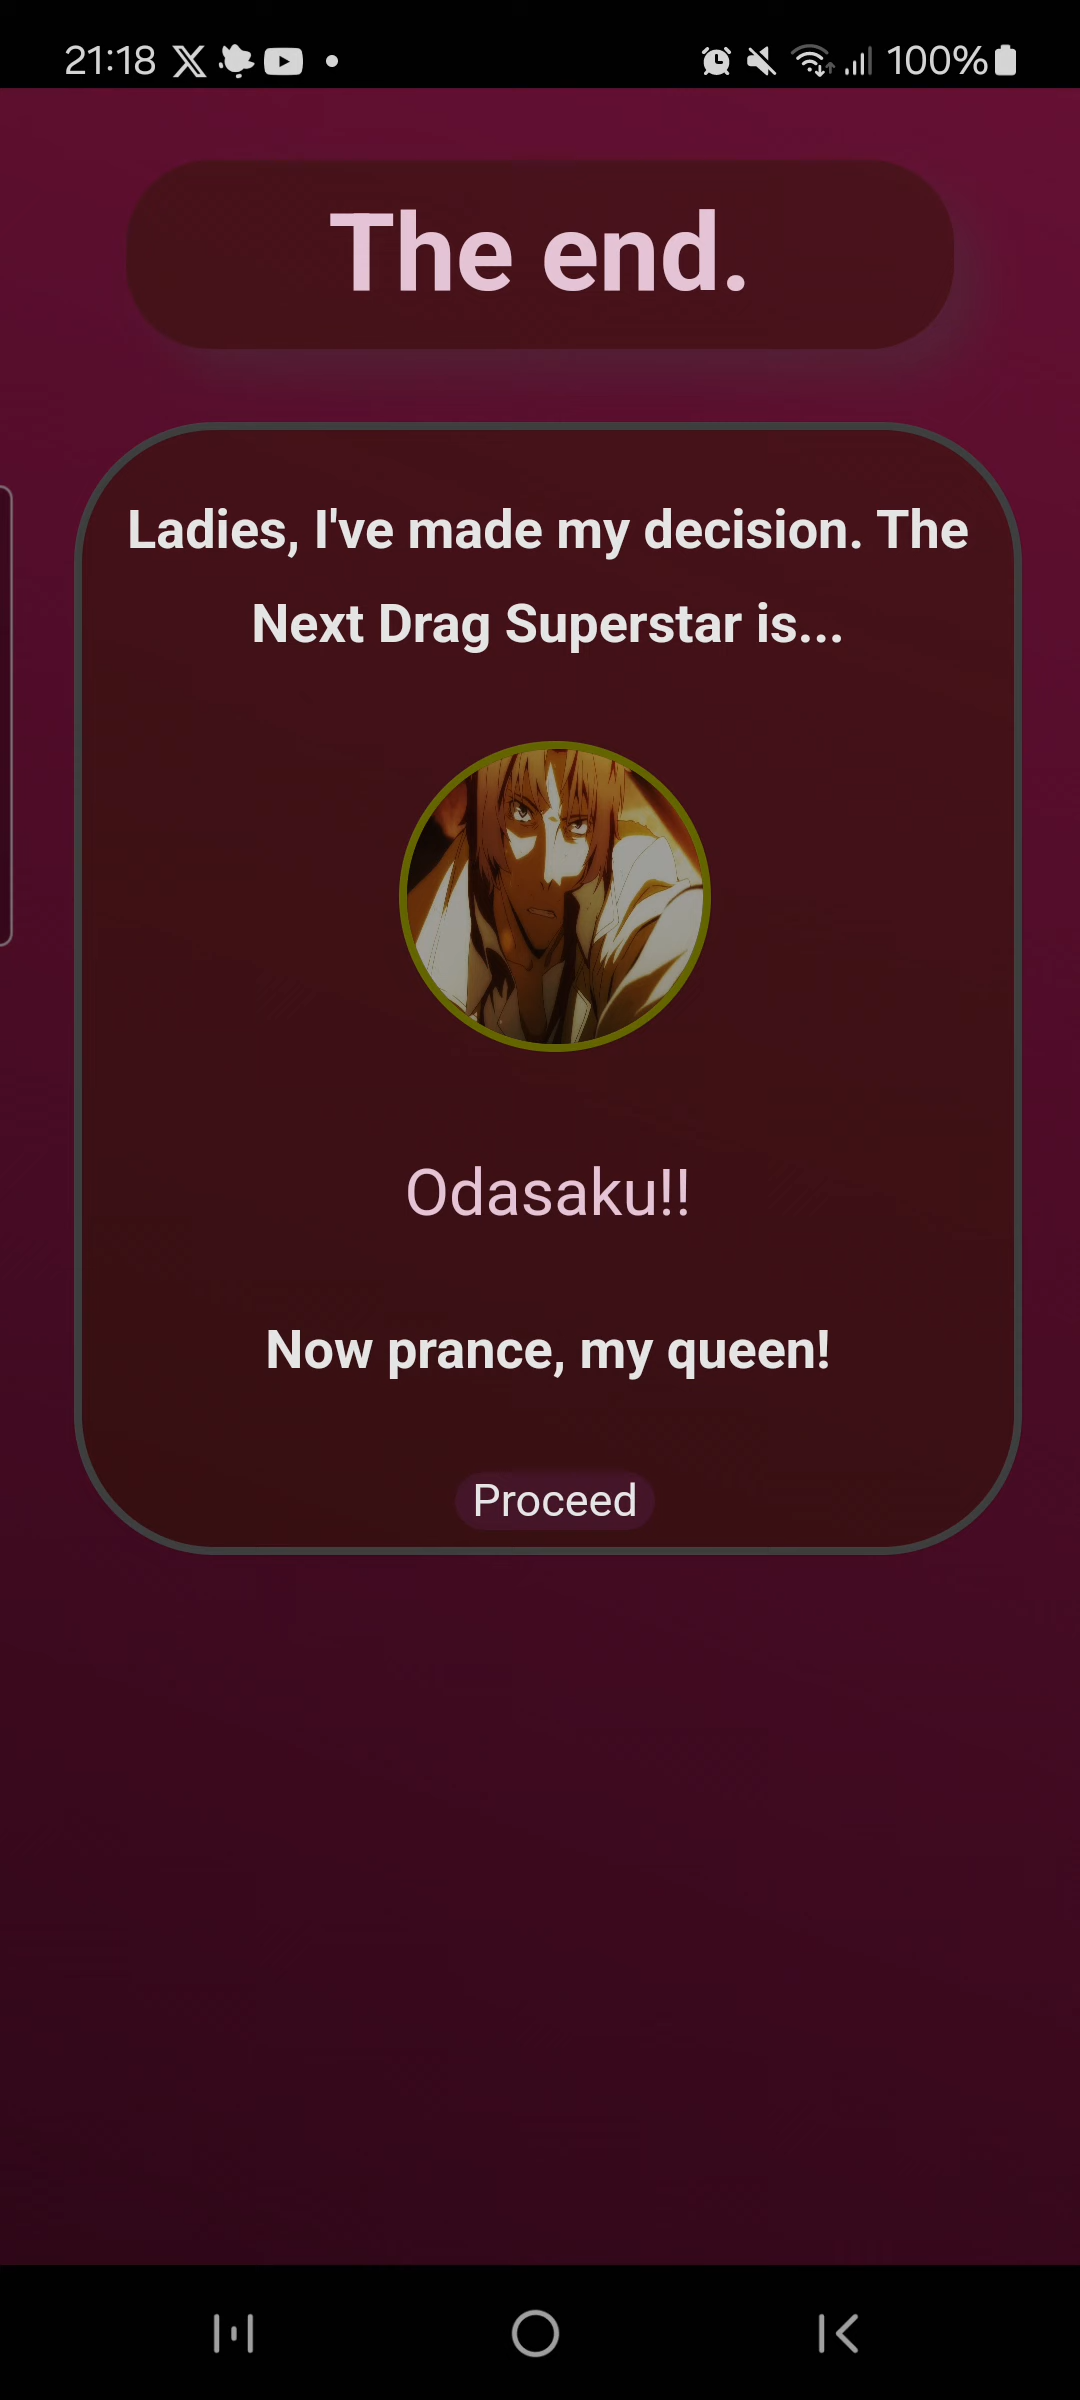 21:18
100%
The end.
Ladies, I've made my decision. The
Next Drag Superstar is...
Odasaku!!
Now prance, my queen!
Proceed